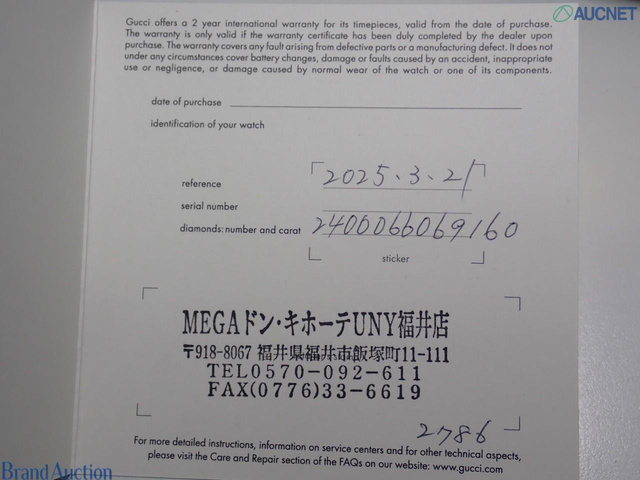 Gucci offers a 2 year international warranty for its timepieces, valid from the date of purchase.
The warranty is only valid if the warranty certificate has been duly completed by the dealer upon
purchase. The warranty covers any fault arising from defective parts or a manufacturing defect. It does not
under any circumstances cover battery changes, damage or faults caused by an accident, inappropriate
use or negligence, or damage caused by normal wear of the watch or one of its components.
AUCNET
date of purchase
identification of your watch
reference 2025.3.21
serial number
diamonds: number and carat 2400066069160
sticker
MEGAドン・キホーテUNY福井店
〒918-8067 福井県福井市飯塚町11-111
TEL0570-092-611
FAX(0776)33-6619
2786
For more detailed instructions, information on service centers and for other technical aspects,
please visit the Care and Repair section of the FAQs on our website: www.gucci.com
Brand Auction